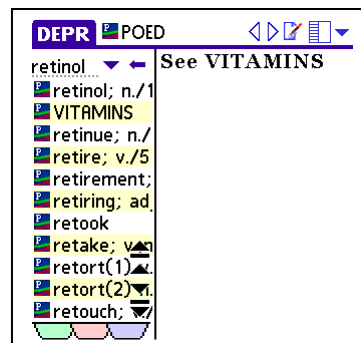 DEPR POED
retinol
See VITAMINS
retinol; n./1
VITAMINS
retinue; n./
retire; v./5
retirement;
retiring; ad
retook
retake; v
retort(1)
retort(2)
retouch;